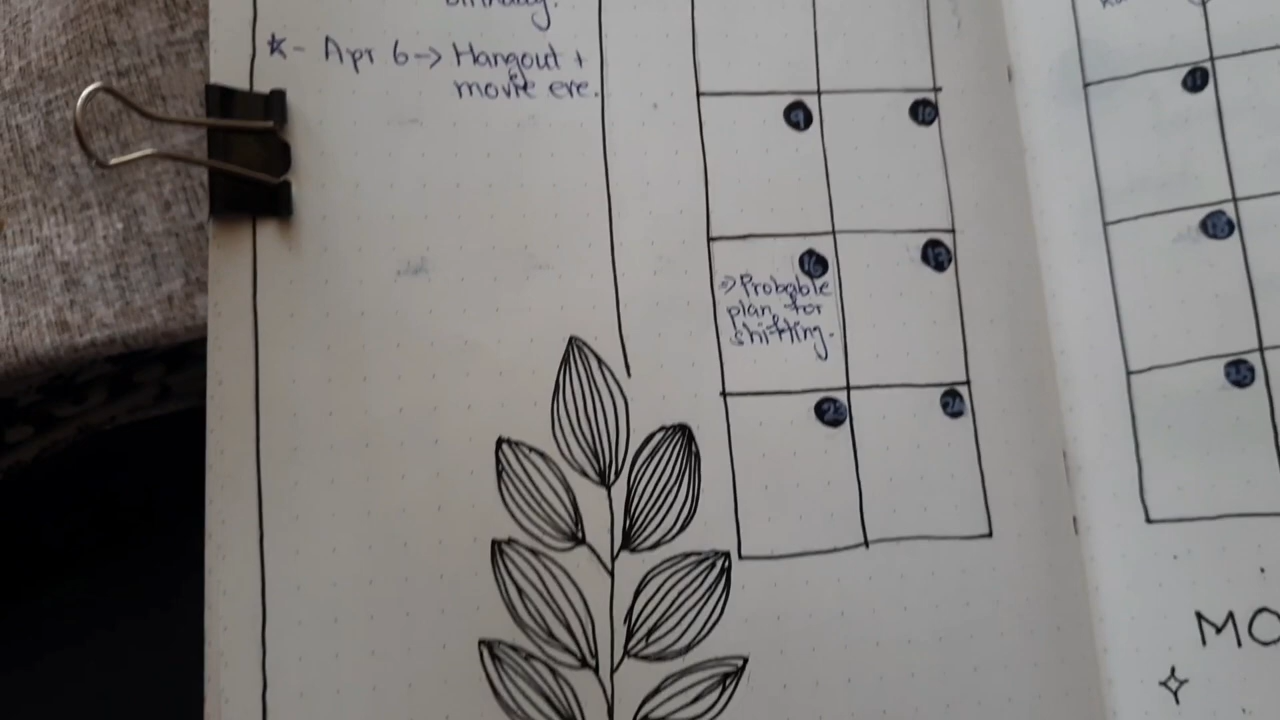 birthday.
*- Apr 6 -> Hangout +
movie eve.
9
10
16
17
=> Probable
plan for
shifting.
23
24
11
18
25
MO